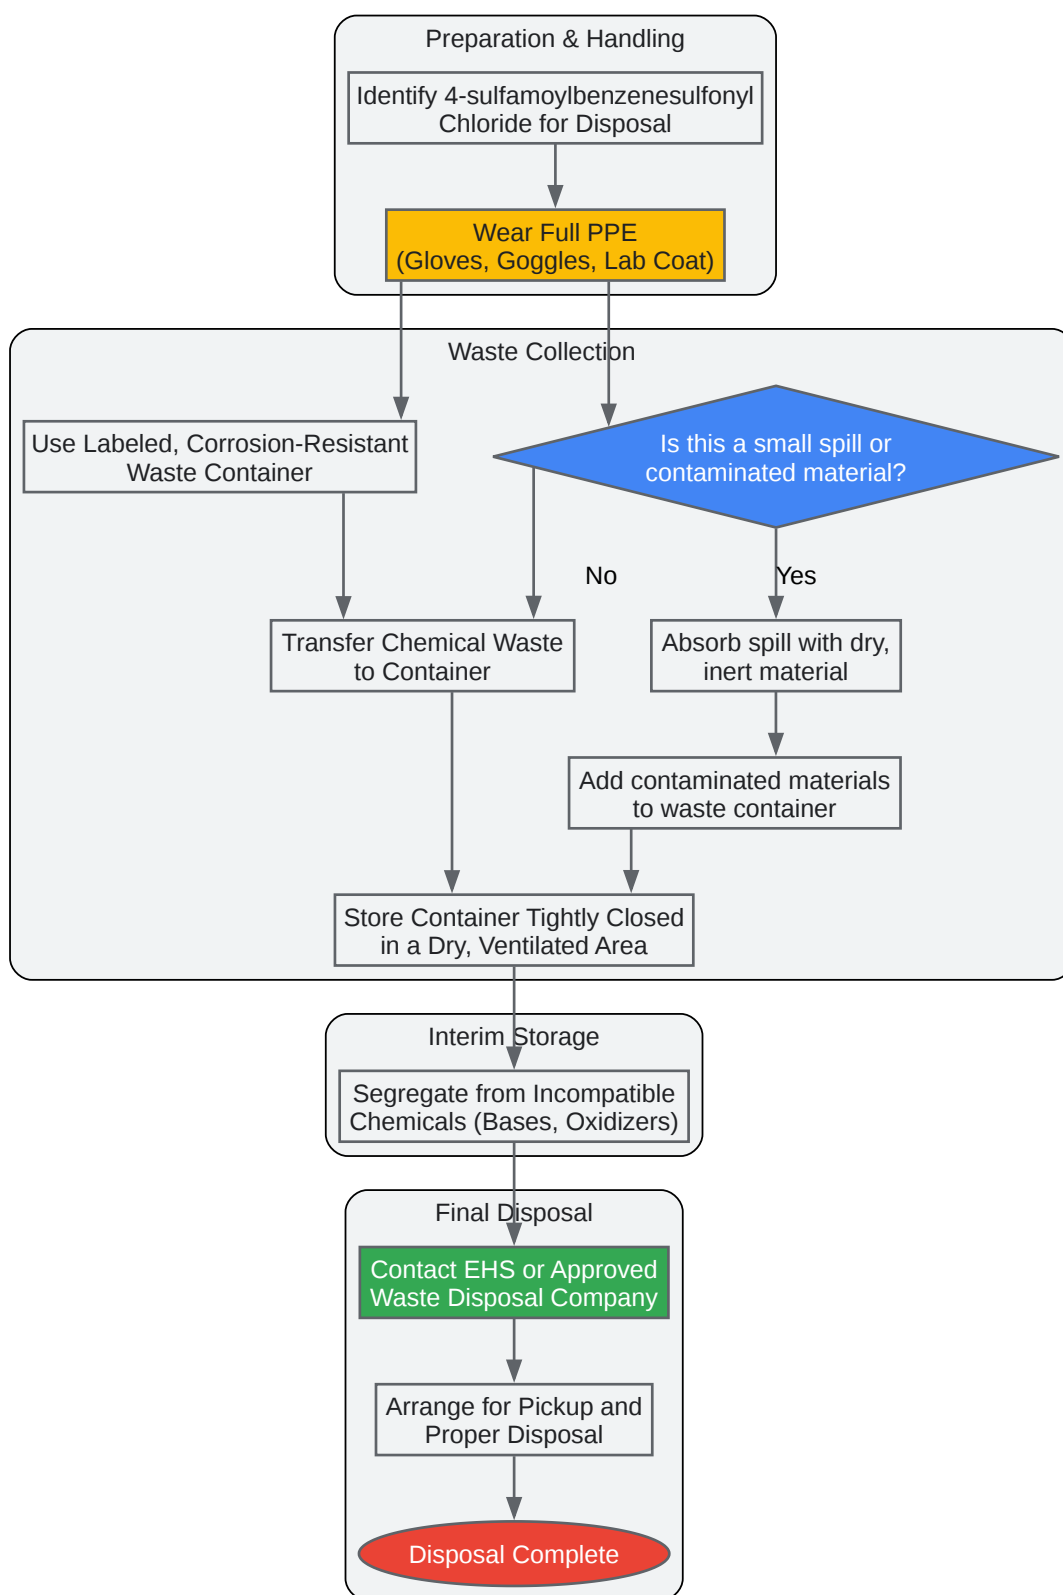 Preparation & Handling
Identify 4-sulfamoylbenzenesulfonyl
Chloride for Disposal
Wear Full PPE
(Gloves, Goggles, Lab Coat)
Waste Collection
Use Labeled, Corrosion-Resistant
Waste Container
Is this a small spill or
contaminated material?
No
Yes
Transfer Chemical Waste
to Container
Absorb spill with dry,
inert material
Add contaminated materials
to waste container
Store Container Tightly Closed
in a Dry, Ventilated Area
Interim Storage
Segregate from Incompatible
Chemicals (Bases, Oxidizers)
Final Disposal
Contact EHS or Approved
Waste Disposal Company
Arrange for Pickup and
Proper Disposal
Disposal Complete